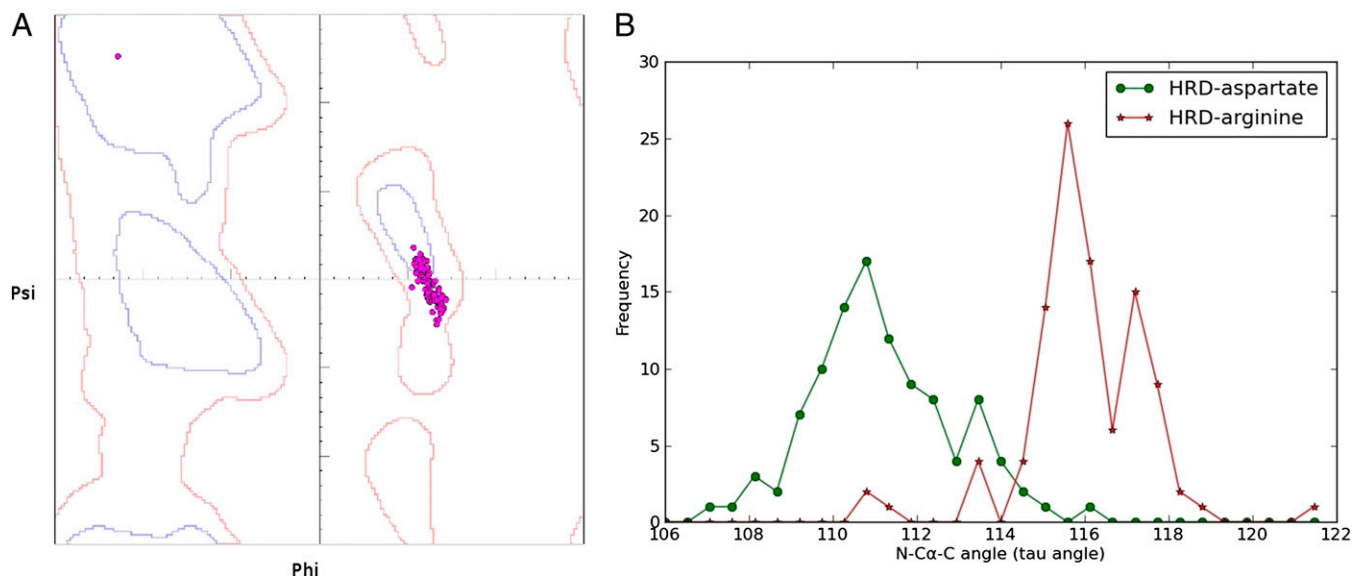 A
Psi
Phi
B
30
25
20
15
10
5
0
Frequency
HRD-aspartate
HRD-arginine
106 108 110 112 114 116 118 120 122
N-Cα-C angle (tau angle)